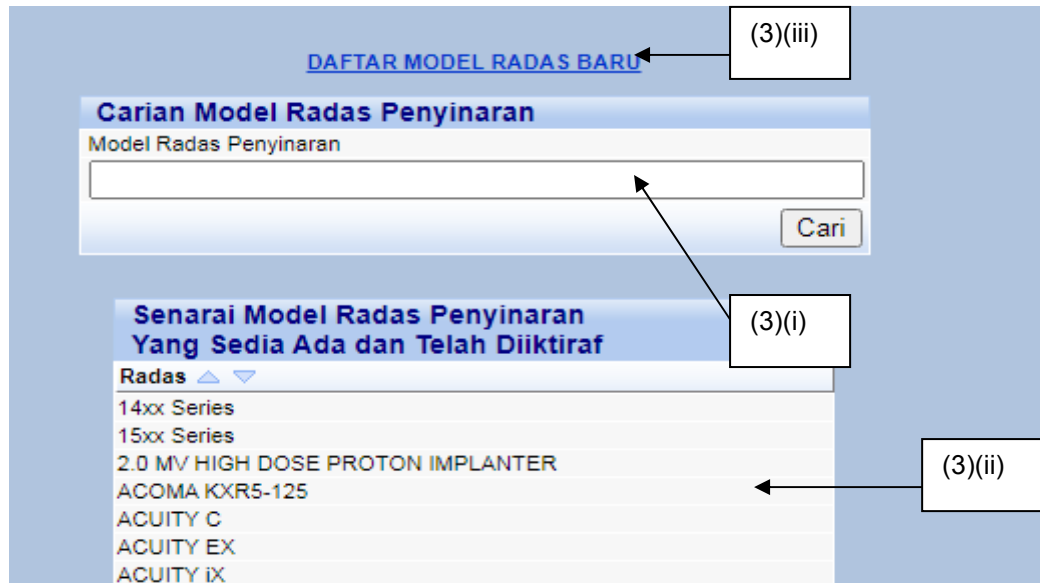 (3)(iii)
DAFTAR MODEL RADAS BARU
Carian Model Radas Penyinaran
Model Radas Penyinaran
Cari
Senarai Model Radas Penyinaran
Yang Sedia Ada dan Telah Diiktiraf
(3)(i)
Radas
14xx Series
15xx Series
2.0 MV HIGH DOSE PROTON IMPLANTER
(3)(ii)
ACOMA KXR5-125
ACUITY C
ACUITY EX
ACUITY iX